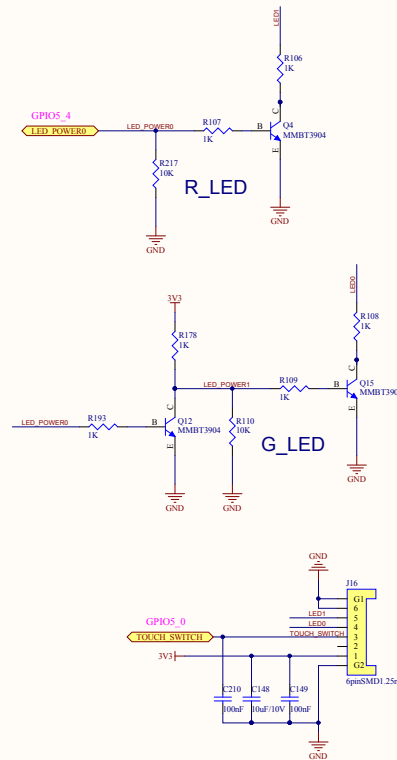 LED1
R106
1K
GPIO5_4
LED_POWER0
LED_POWER0
R107
1K
B
C
E
Q4
MMBT3904
R217
10K
R_LED
GND
GND
3V3
R178
1K
LED0
R108
1K
LED_POWER1
R109
1K
B
C
E
Q15
MMBT390
LED_POWER0
R193
1K
B
C
E
Q12
MMBT3904
R110
10K
G_LED
GND
GND
GND
GND
J16
GPIO5_0
TOUCH_SWITCH
LED1
LED0
TOUCH_SWITCH
3V3
G1
6
5
4
3
2
1
G2
6pinSMD1.25m
C210
100nF
C148
10uF/10V
C149
100nF
GND